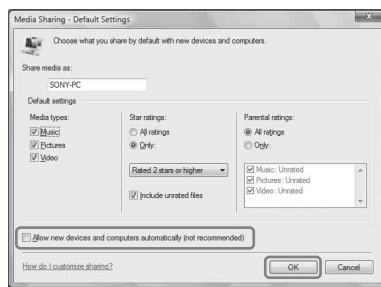 Media Sharing - Default Settings
Choose what you share by default with new devices and computers.
Share media as:
SONY-PC
Default settings
Media types:
Music
Pictures
Video
Star ratings:
All ratings
Only:
Rated 2 stars or higher
Include unrated files
Parental ratings:
All ratings
Only:
Music: Unrated
Pictures: Unrated
Video: Unrated
Allow new devices and computers automatically (not recommended)
How do I customize sharing?
OK
Cancel